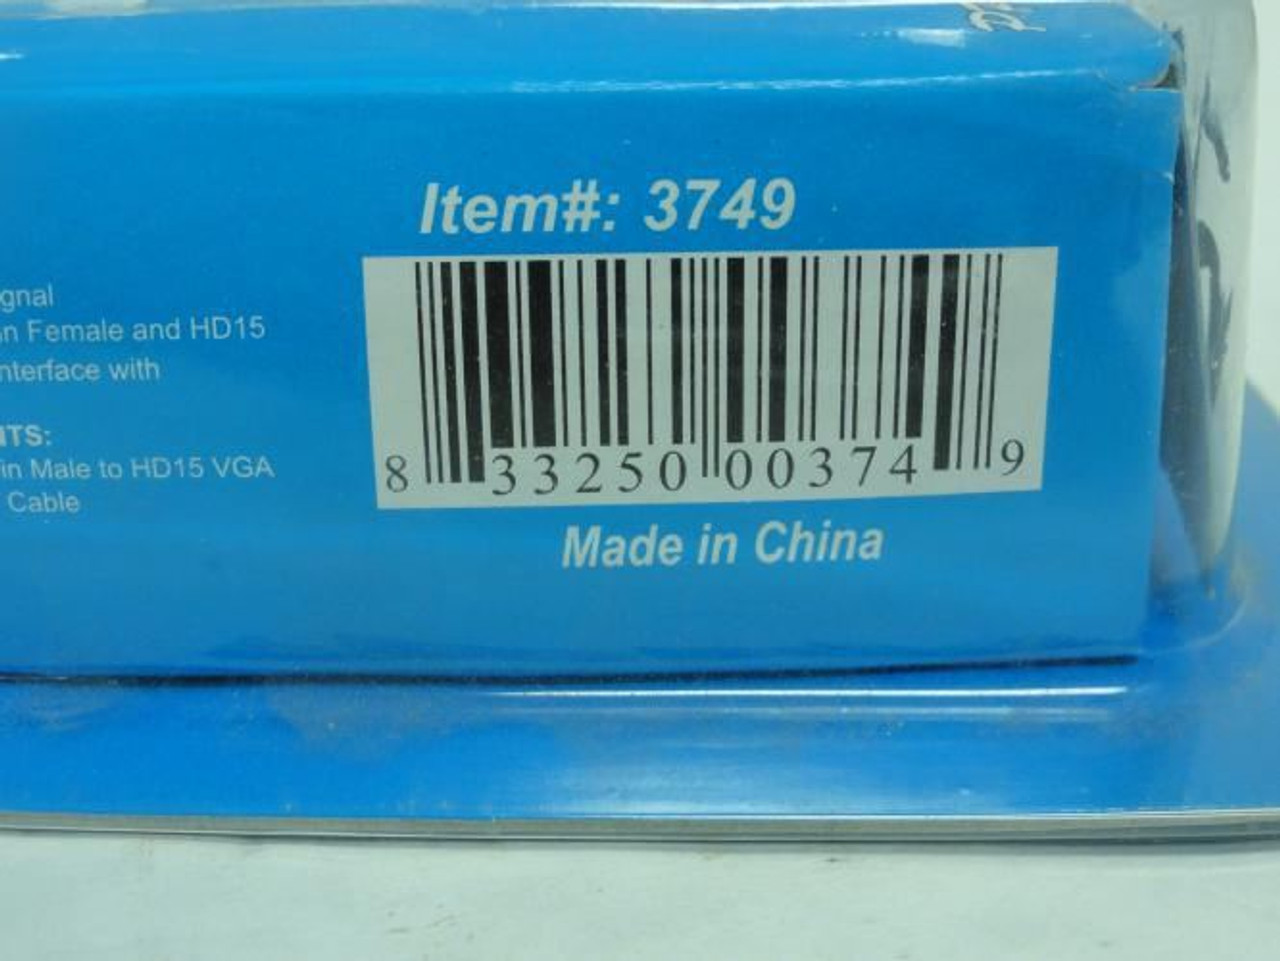 Item#: 3749
gnal
n Female and HD15
nterface with
NTS:
in Male to HD15 VGA
Cable
8 33250 00374 9
Made in China